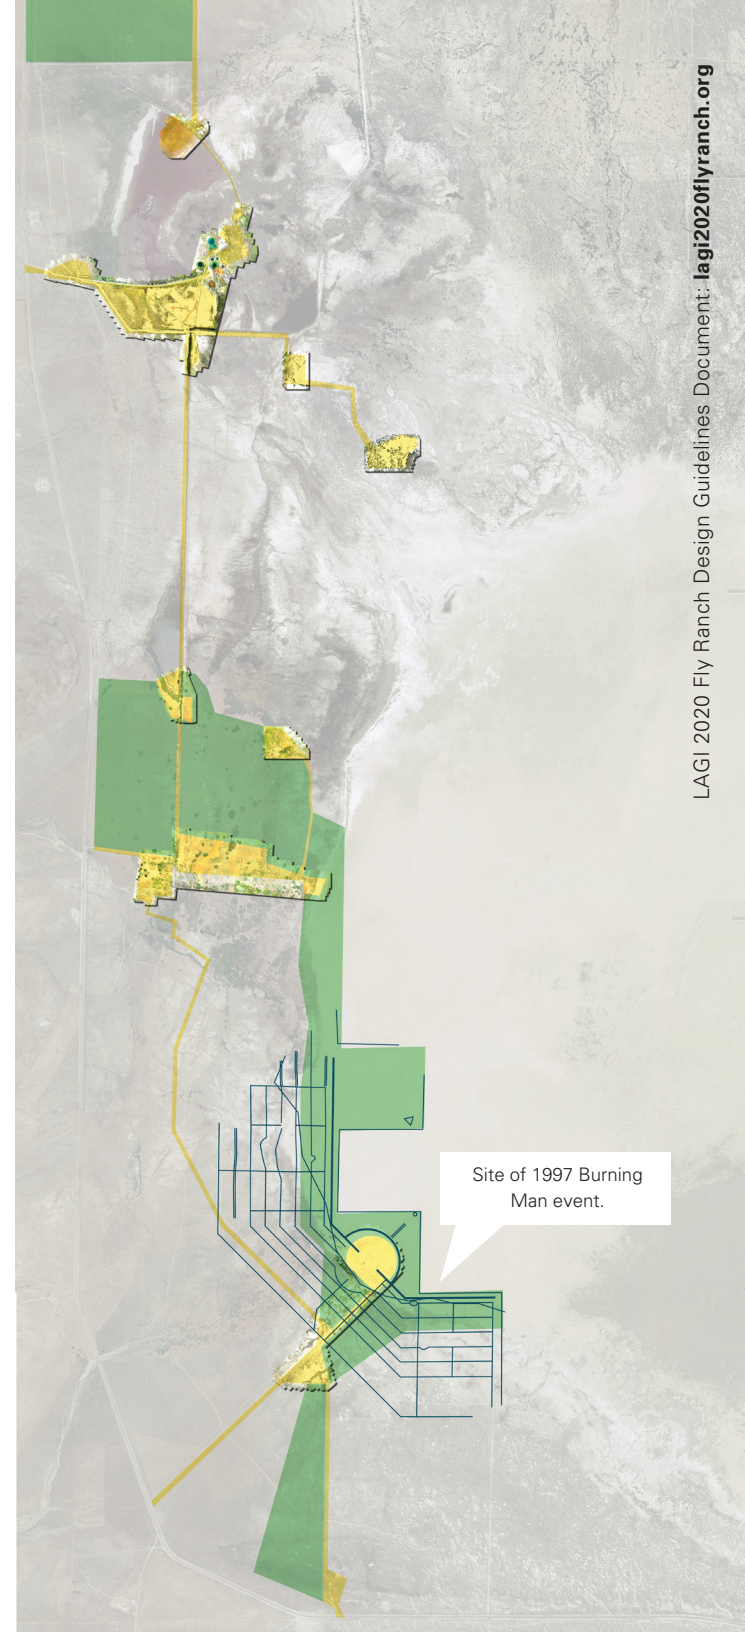 LAGI 2020 Fly Ranch Design Guidelines Document: lagi2020flyranch.org
Site of 1997 Burning
Man event.